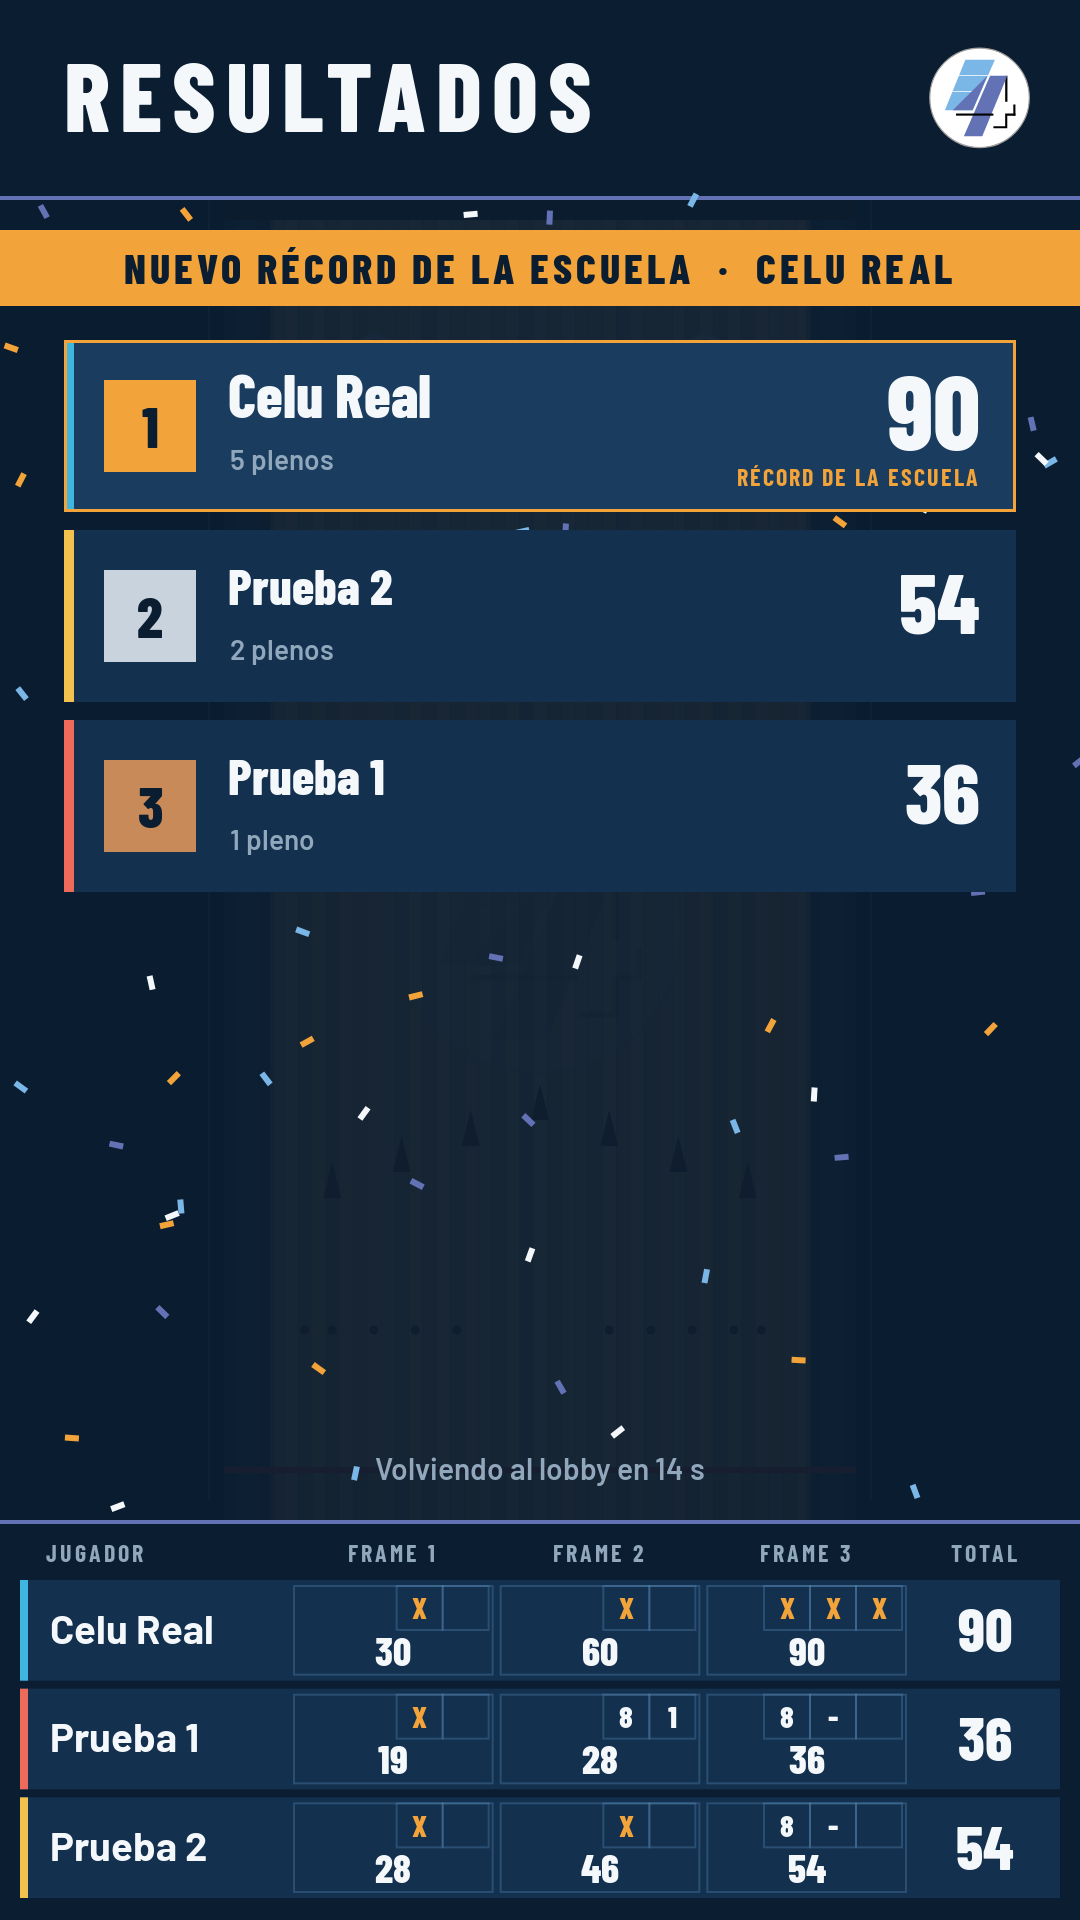 RESULTADOS
NUEVO RÉCORD DE LA ESCUELA · CELU REAL
1 Celu Real 90
5 plenos
RÉCORD DE LA ESCUELA
2 Prueba 2 54
2 plenos
3 Prueba 1 36
1 pleno
Volviendo al lobby en 14 s
JUGADOR FRAME 1 FRAME 2 FRAME 3 TOTAL
X X X X X
Celu Real 30 60 90 90
X 8 1 8 -
Prueba 1 19 28 36 36
X X 8 -
Prueba 2 28 46 54 54